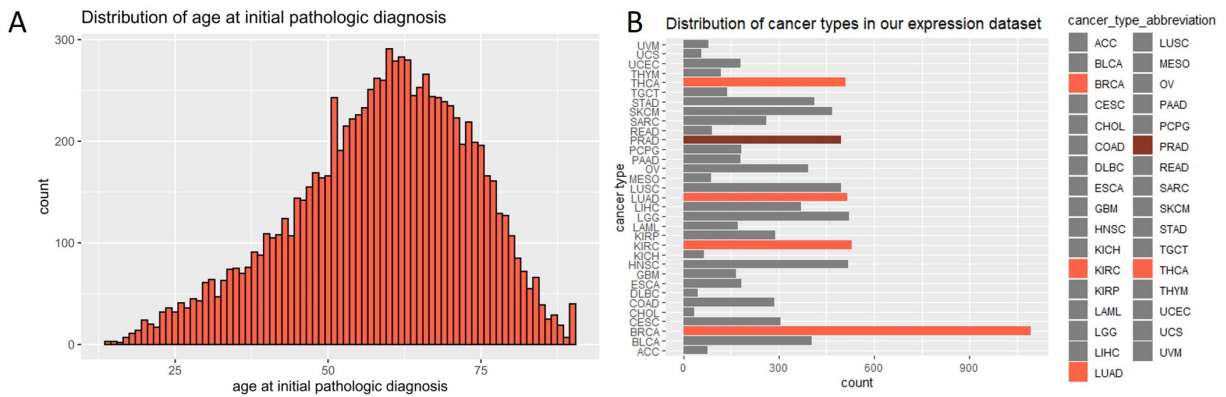 A
Distribution of age at initial pathologic diagnosis
300
200
100
0
count
25
50
75
age at initial pathologic diagnosis
B
Distribution of cancer types in our expression dataset
UVM
UCS
UCEC
THYM
THCA
TGCT
STAD
SKCM
SARC
READ
PRAD
PCPG
PAAD
OV
MESO
LUSC
LUAD
LIHC
LGG
LAML
KIRP
KIRC
KICH
HNSC
GBM
ESCA
DLBC
COAD
CHOL
CESC
BRCA
BLCA
ACC
cancer type
0
300
600
900
count
cancer_type_abbreviation
ACC
BLCA
BRCA
CESC
CHOL
COAD
DLBC
ESCA
GBM
HNSC
KICH
KIRC
KIRP
LAML
LGG
LIHC
LUAD
LUSC
MESO
OV
PAAD
PCPG
PRAD
READ
SARC
SKCM
STAD
TGCT
THCA
THYM
UCEC
UCS
UVM